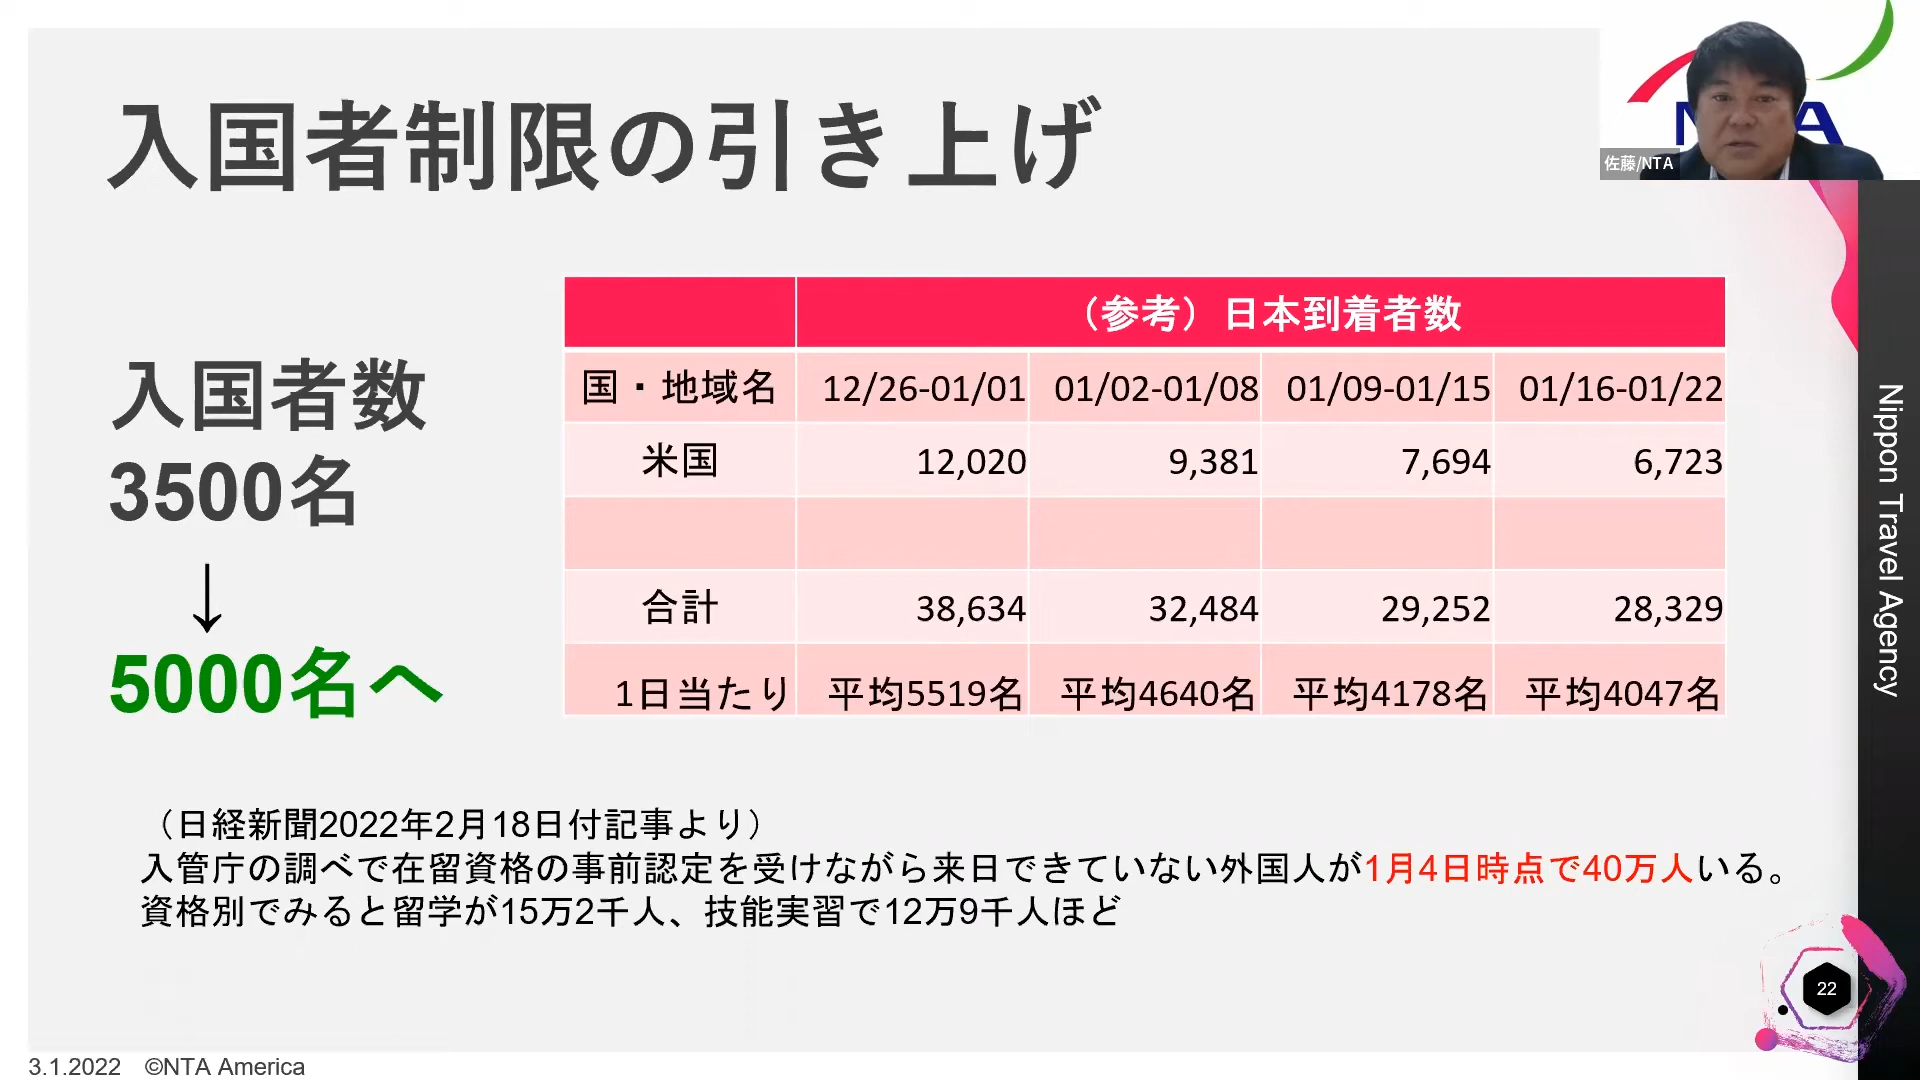 入国者制限の引き上げ
佐藤/NTA
入国者数
3500名
↓
5000名へ
（参考）日本到着者数
国・地域名 12/26-01/01 01/02-01/08 01/09-01/15 01/16-01/22
米国 12,020 9,381 7,694 6,723
合計 38,634 32,484 29,252 28,329
1日当たり 平均5519名 平均4640名 平均4178名 平均4047名
（日経新聞2022年2月18日付記事より）
入管庁の調べで在留資格の事前認定を受けながら来日できていない外国人が1月4日時点で40万人いる。
資格別でみると留学が15万2千人、技能実習で12万9千人ほど
Nippon Travel Agency
22
3.1.2022 ©NTA America